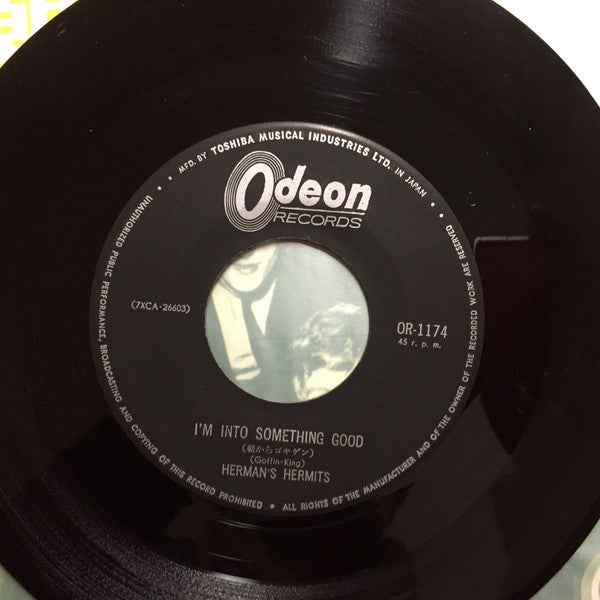 • MFD. BY TOSHIBA MUSICAL INDUSTRIES LTD. IN JAPAN •
Odeon
RECORDS
(7XCA-26603)
OR-1174
45 r. p. m.
I'M INTO SOMETHING GOOD
(朝からゴキゲン)
(Goffin-King)
HERMAN'S HERMITS
UNAUTHORIZED PUBLIC PERFORMANCE, BROADCASTING AND COPYING OF THIS RECORD PROHIBITED • ALL RIGHTS OF THE MANUFACTURER AND OF THE OWNER OF THE RECORDED WORK ARE RESERVED